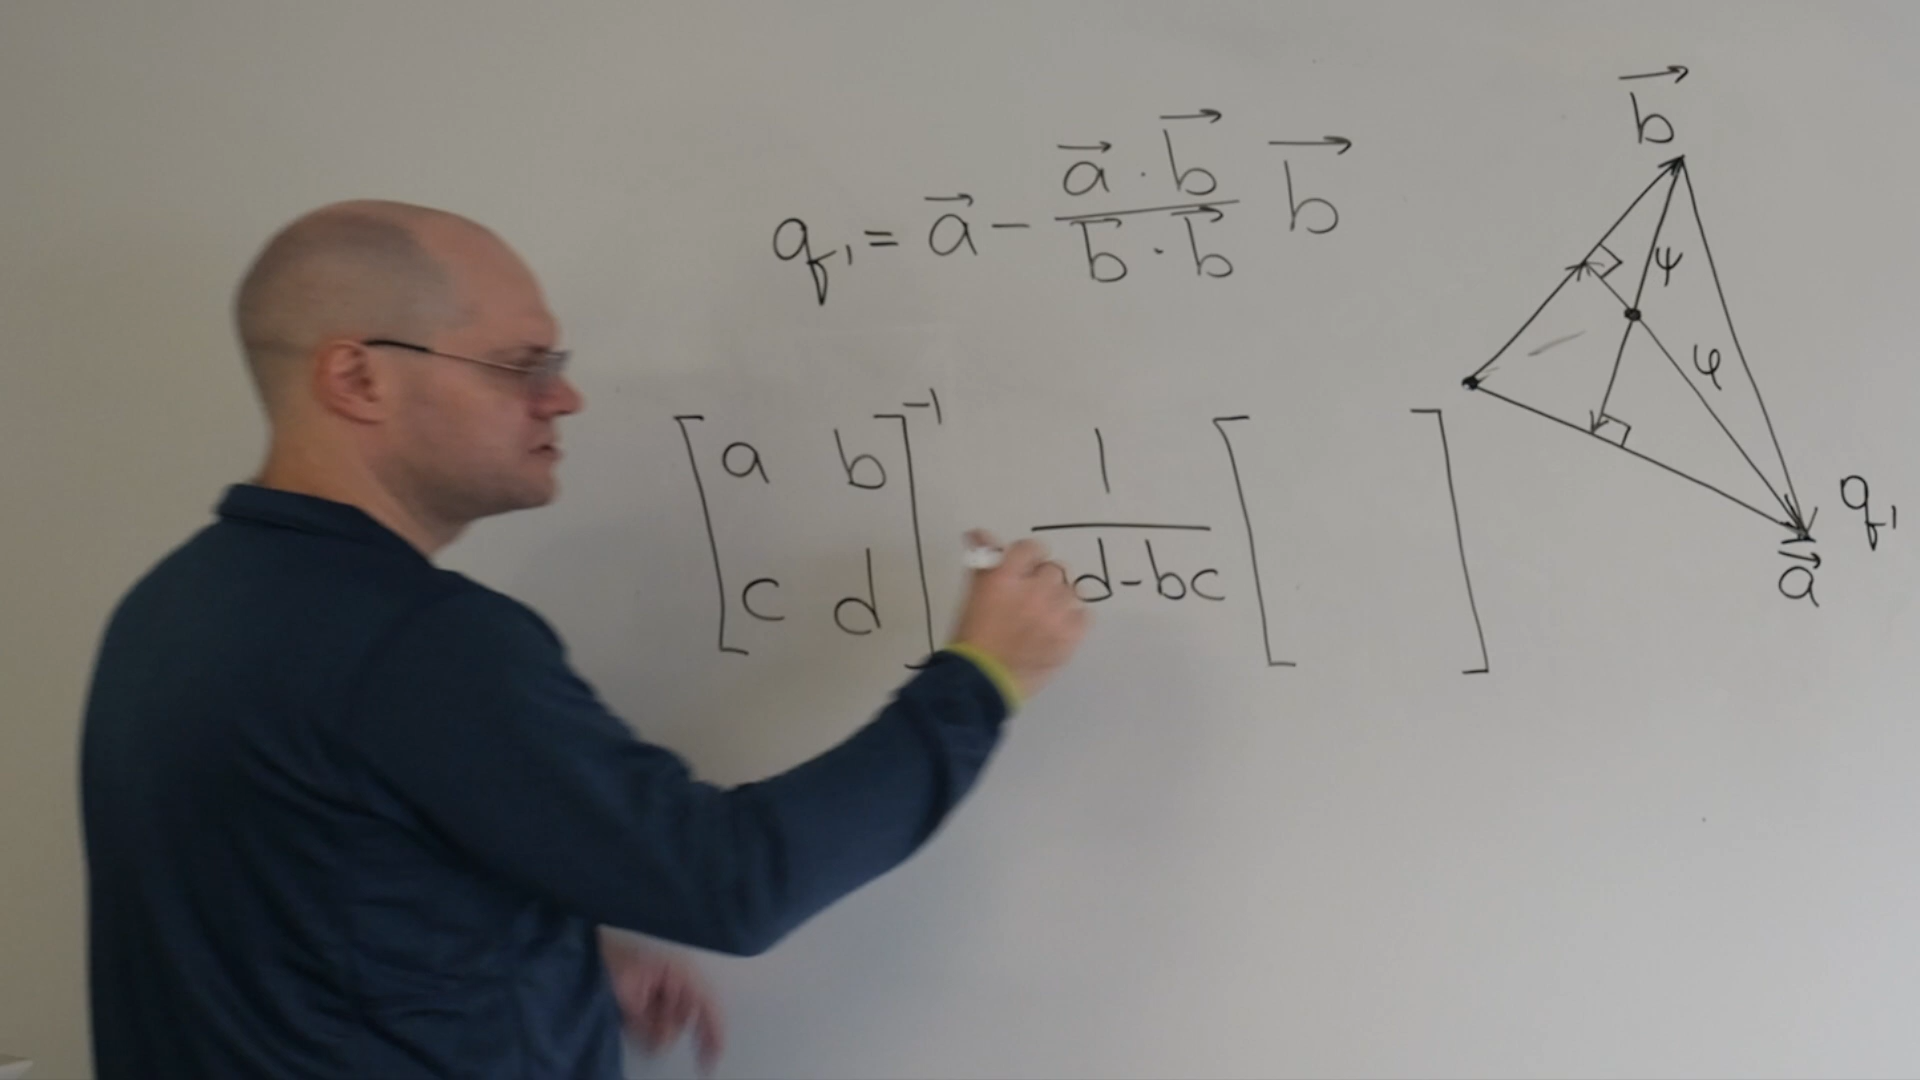 q₁ = a⃗ − (a⃗ · b⃗)/(b⃗ · b⃗) b⃗
[a b
c d]⁻¹
1
ad-bc [ ]
b⃗
ψ
φ
q₁
a⃗